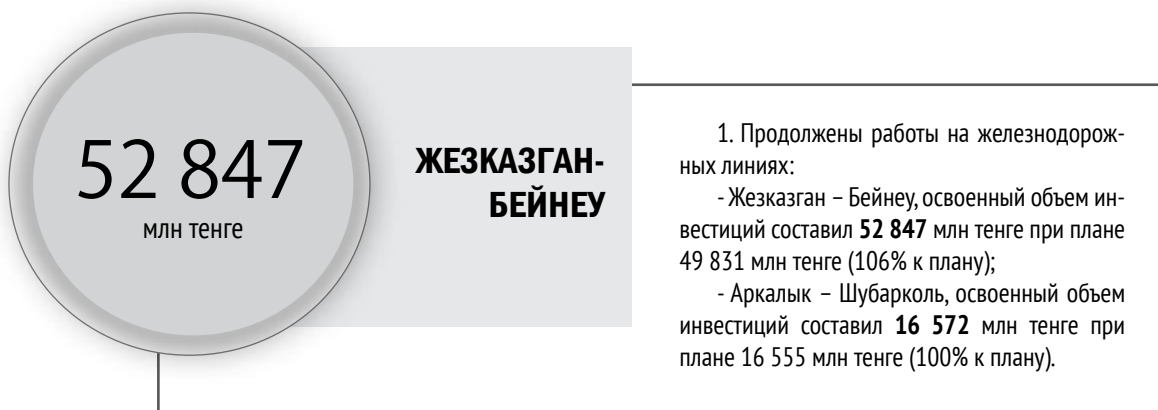 52 847
млн тенге
ЖЕЗКАЗГАН-
БЕЙНЕУ
1. Продолжены работы на железнодорож-
ных линиях:
- Жезказган – Бейнеу, освоенный объем ин-
вестиций составил 52 847 млн тенге при плане
49 831 млн тенге (106% к плану);
- Аркалык – Шубарколь, освоенный объем
инвестиций составил 16 572 млн тенге при
плане 16 555 млн тенге (100% к плану).